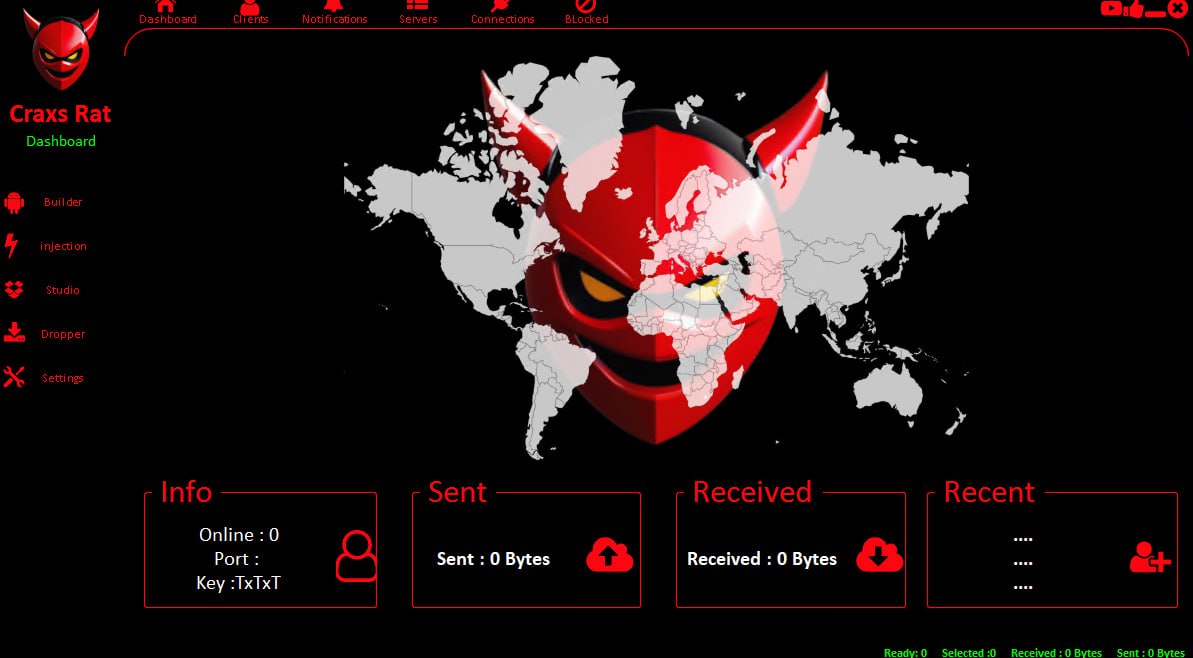 Dashboard Clients Notifications Servers Connections BLocked
Craxs Rat
Dashboard
Builder
injection
Studio
Dropper
Settings
Info
Online : 0
Port :
Key :TxTxT
Sent
Sent : 0 Bytes
Received
Received : 0 Bytes
Recent
....
....
....
Ready: 0 Selected :0 Received : 0 Bytes Sent : 0 Bytes